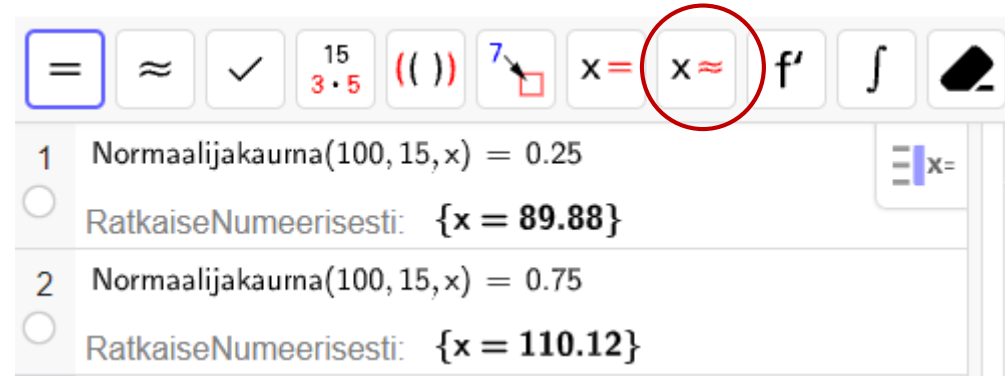 = ≈ ✓ 15 (( )) 7 x = x ≈ f′ ∫
3 · 5
1 Normaalijakauma(100, 15, x) = 0.25
x=
RatkaiseNumeerisesti: {x = 89.88}
2 Normaalijakauma(100, 15, x) = 0.75
RatkaiseNumeerisesti: {x = 110.12}